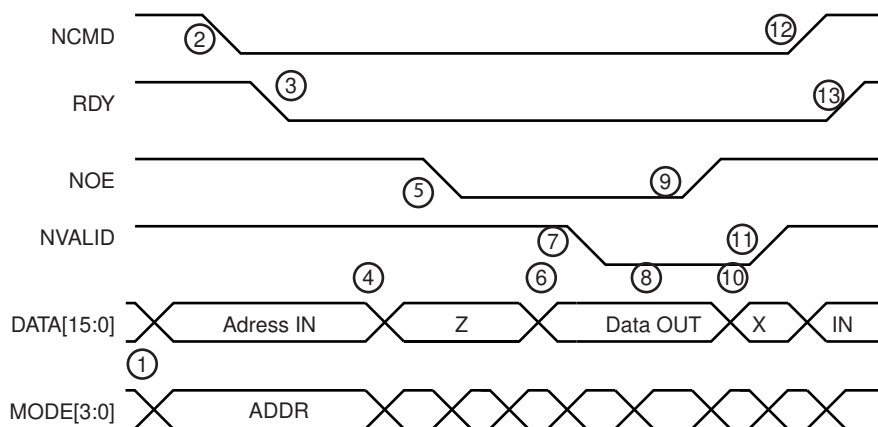 NCMD 2 12
RDY 3 13
NOE 5 9
NVALID 7 11
4 6 8 10
DATA[15:0] Adress IN Z Data OUT X IN
1
MODE[3:0] ADDR